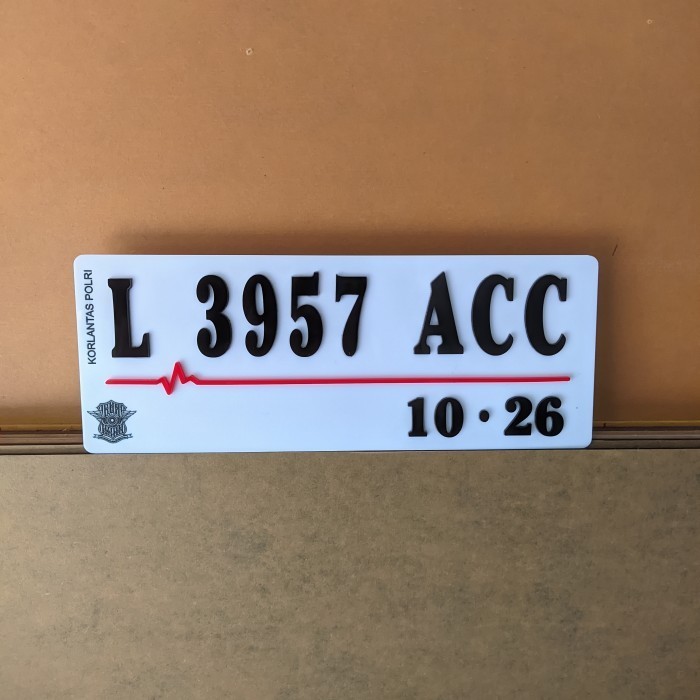 KORLANTAS POLRI
L 3957 ACC
10 · 26